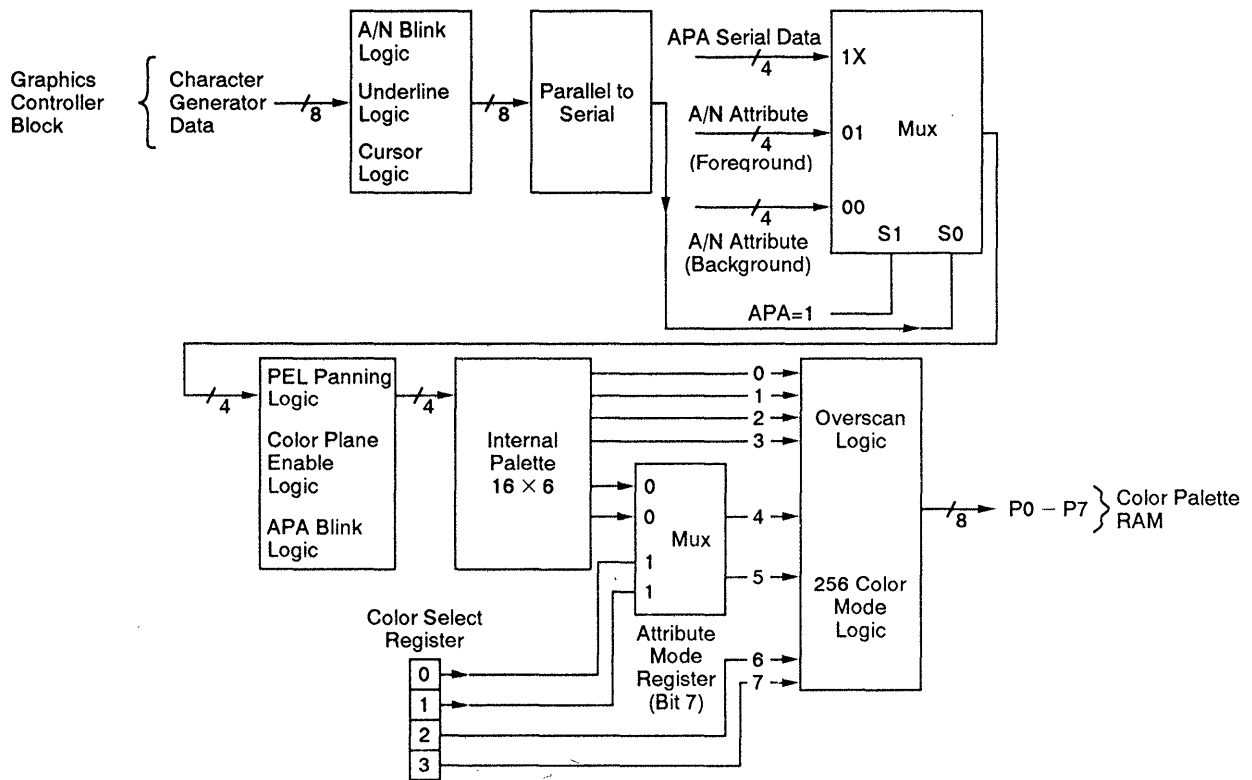 Graphics
Controller
Block
Character
Generator
Data
8
A/N Blink
Logic
Underline
Logic
Cursor
Logic
8
Parallel to
Serial
APA Serial Data
4
1X
A/N Attribute
4
(Foreground)
01
Mux
4
00
A/N Attribute
(Background)
S1 S0
APA=1
4
PEL Panning
Logic
Color Plane
Enable
Logic
APA Blink
Logic
4
Internal
Palette
16 × 6
0
1
2
3
0
0
1
1
Mux
4
5
Overscan
Logic
256 Color
Mode
Logic
8
P0 – P7
Color Palette
RAM
Color Select
Register
0
1
2
3
Attribute
Mode
Register
(Bit 7)
6
7